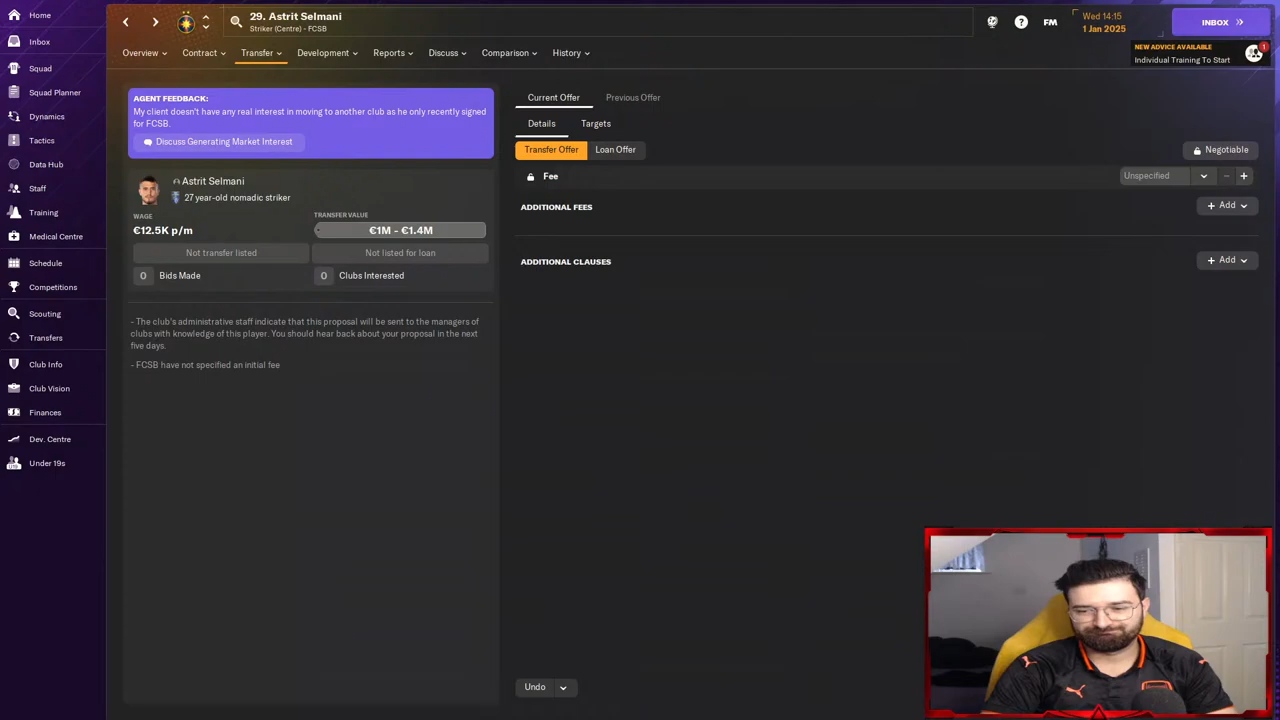 Home
Inbox
Squad
Squad Planner
Dynamics
Tactics
Data Hub
Staff
Training
Medical Centre
Schedule
Competitions
Scouting
Transfers
Club Info
Club Vision
Finances
Dev. Centre
Under 19s
29. Astrit Selmani
Striker (Centre) - FCSB
FM
Wed 14:15
1 Jan 2025
INBOX
NEW ADVICE AVAILABLE
Individual Training To Start
1
Overview
Contract
Transfer
Development
Reports
Discuss
Comparison
History
AGENT FEEDBACK:
My client doesn't have any real interest in moving to another club as he only recently signed
for FCSB.
Discuss Generating Market Interest
Astrit Selmani
27 year-old nomadic striker
WAGE
€12.5K p/m
TRANSFER VALUE
€1M - €1.4M
Not transfer listed
Not listed for loan
0 Bids Made
0 Clubs Interested
- The club's administrative staff indicate that this proposal will be sent to the managers of
clubs with knowledge of this player. You should hear back about your proposal in the next
five days.
- FCSB have not specified an initial fee
Current Offer
Previous Offer
Details
Targets
Transfer Offer
Loan Offer
Negotiable
Fee
Unspecified
ADDITIONAL FEES
Add
ADDITIONAL CLAUSES
Add
Undo